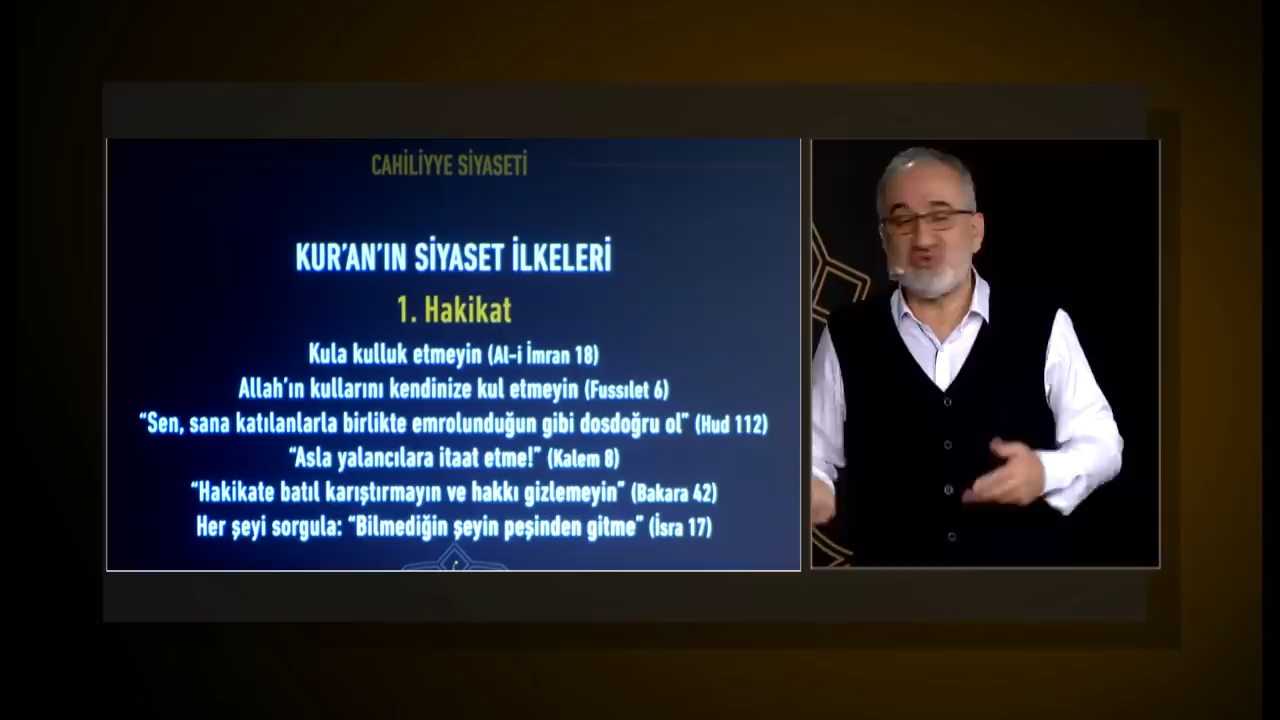 CAHİLİYYE SİYASETİ
KUR'AN'IN SİYASET İLKELERİ
1. Hakikat
Kula kulluk etmeyin (Al-i İmran 18)
Allah'ın kullarını kendinize kul etmeyin (Fussılet 6)
“Sen, sana katılanlarla birlikte emrolunduğun gibi dosdoğru ol” (Hud 112)
“Asla yalancılara itaat etme!” (Kalem 8)
“Hakikate batıl karıştırmayın ve hakkı gizlemeyin” (Bakara 42)
Her şeyi sorgula: “Bilmediğin şeyin peşinden gitme” (İsra 17)